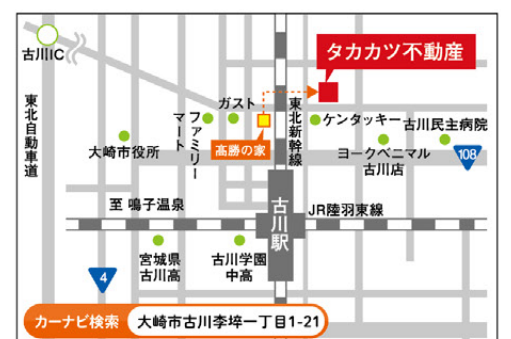 古川IC
タカカツ不動産
東北自動車道
ガスト
ファミリー
マート
東北新幹線
ケンタッキー
古川民主病院
大崎市役所
髙勝の家
ヨークベニマル
古川店
108
至 鳴子温泉
古川駅
JR陸羽東線
宮城県
古川高
古川学園
中高
4
カーナビ検索
大崎市古川李埣一丁目1-21